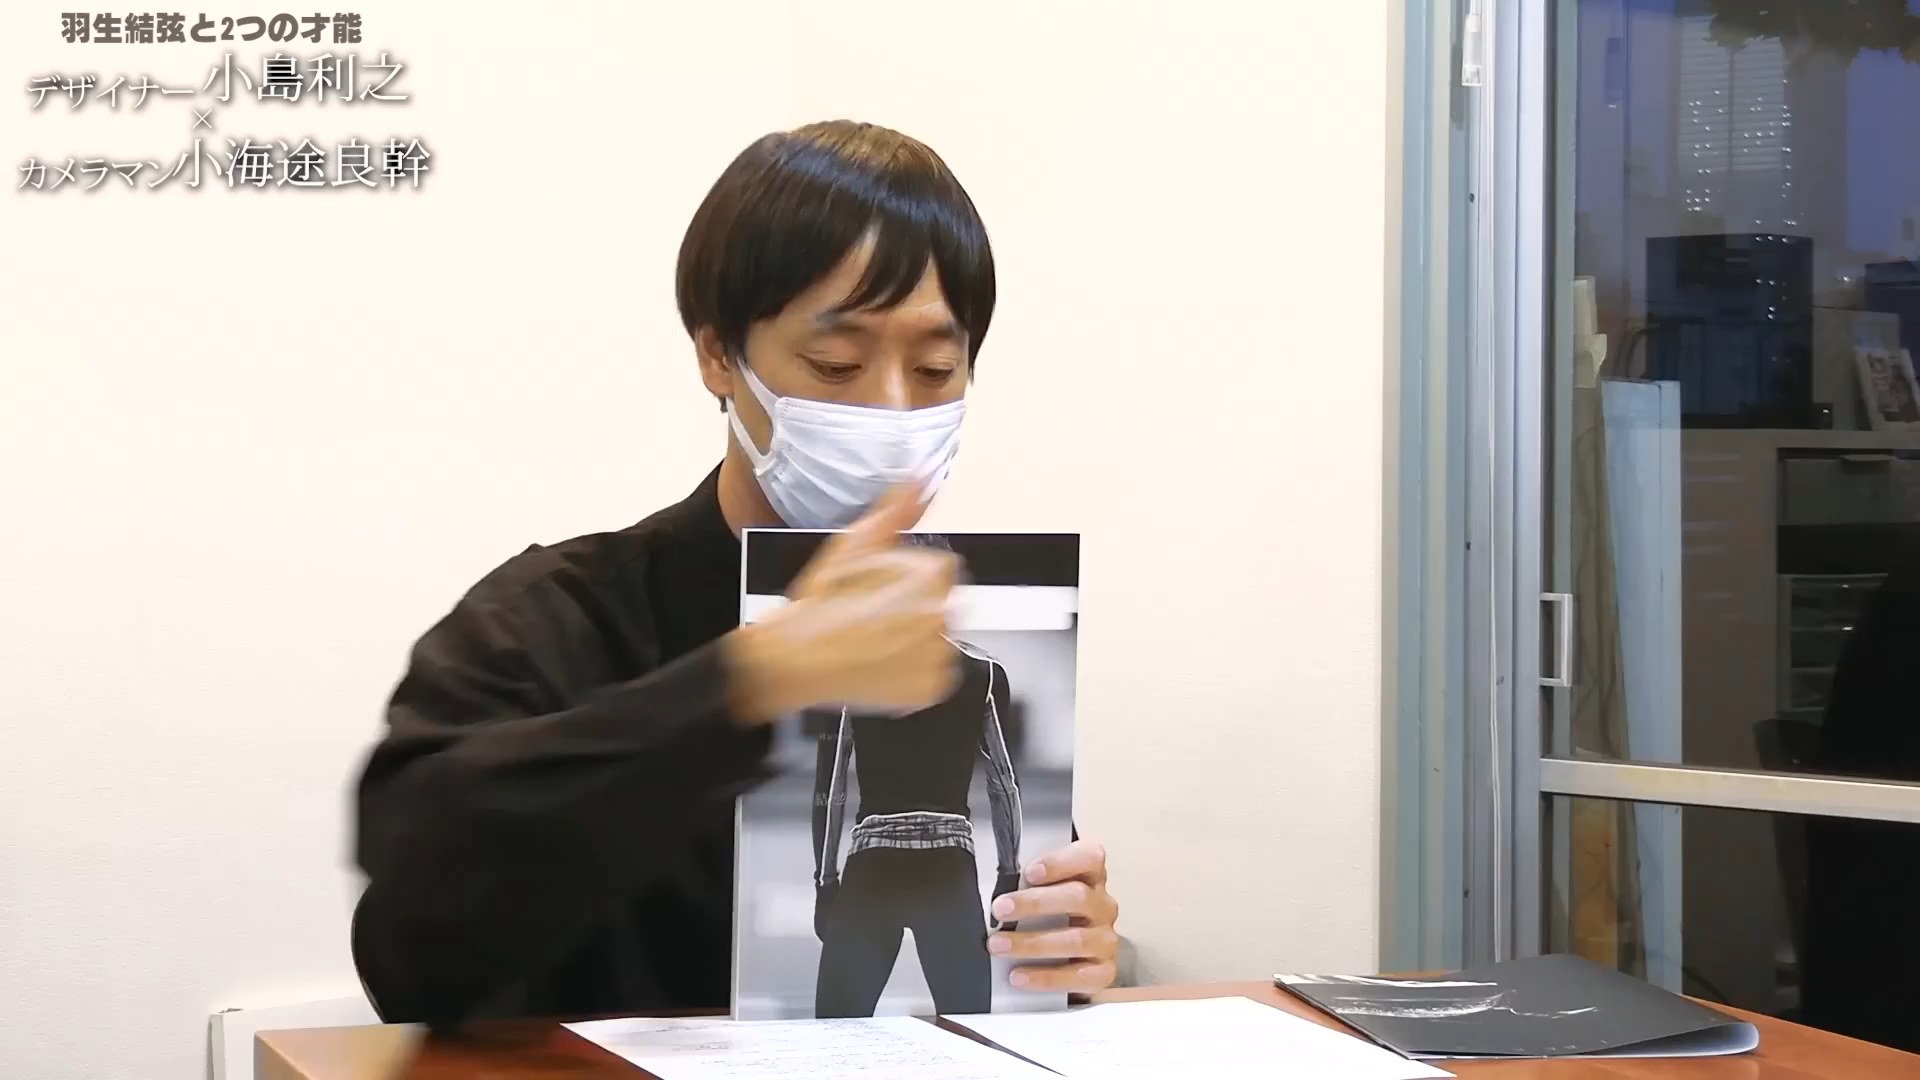 羽生結弦と2つの才能
デザイナー小島利之
×
カメラマン小海途良幹